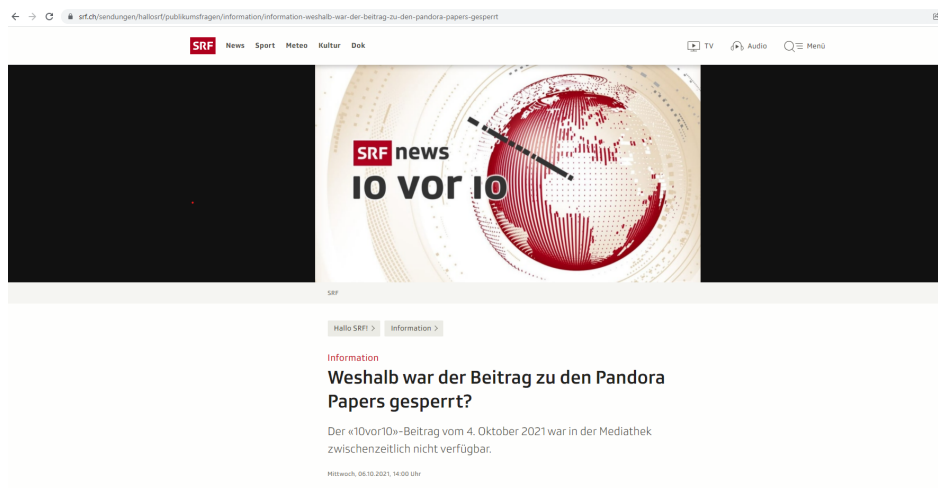 srf.ch/sendungen/hallosrf/publikumsfragen/information/information-weshalb-war-der-beitrag-zu-den-pandora-papers-gesperrt
SRF News Sport Meteo Kultur Dok TV Audio Menü
SRF news
10 VOR 10
SRF
Hallo SRF! > Information >
Information
Weshalb war der Beitrag zu den Pandora
Papers gesperrt?
Der «10vor10»-Beitrag vom 4. Oktober 2021 war in der Mediathek
zwischenzeitlich nicht verfügbar.
Mittwoch, 06.10.2021, 14:00 Uhr